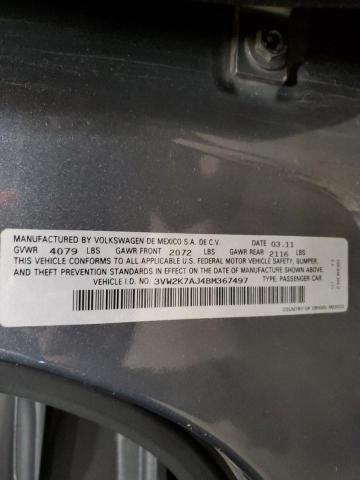 MANUFACTURED BY VOLKSWAGEN DE MEXICO S.A. DE C.V. DATE 03.11
GVWR 4079 LBS GAWR FRONT 2072 LBS GAWR REAR 2116 LBS
THIS VEHICLE CONFORMS TO ALL APPLICABLE U.S. FEDERAL MOTOR VEHICLE SAFETY, BUMPER,
AND THEFT PREVENTION STANDARDS IN EFFECT ON THE DATE OF MANUFACTURE SHOWN ABOVE.
VEHICLE I.D. NO. 3VW2K7AJ4BM367497 TYPE: PASSENGER CAR
COUNTRY OF ORIGIN: MEXICO